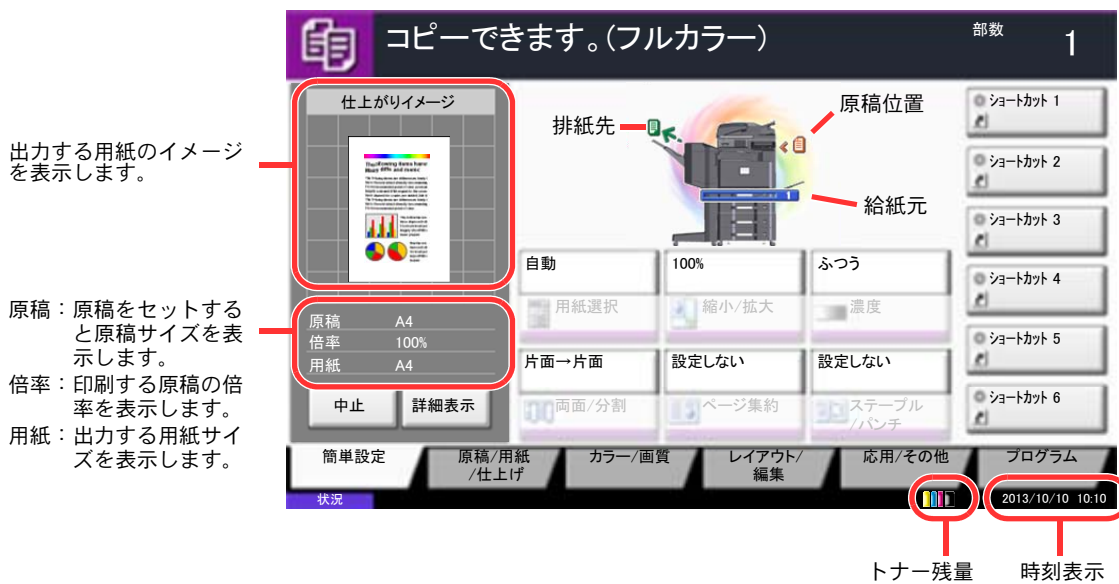 コピーできます。(フルカラー)
部数 1
仕上がりイメージ
出力する用紙のイメージ
を表示します。
排紙先
原稿位置
給紙元
1
ショートカット 1
ショートカット 2
ショートカット 3
ショートカット 4
ショートカット 5
ショートカット 6
原稿：原稿をセットする
と原稿サイズを表
示します。
倍率：印刷する原稿の倍
率を表示します。
用紙：出力する用紙サイ
ズを表示します。
原稿 A4
倍率 100%
用紙 A4
中止
詳細表示
自動
用紙選択
100%
縮小/拡大
ふつう
濃度
片面→片面
両面/分割
設定しない
ページ集約
設定しない
ステープル
/パンチ
簡単設定
原稿/用紙
/仕上げ
カラー/画質
レイアウト/
編集
応用/その他
プログラム
状況
2013/10/10 10:10
トナー残量
時刻表示